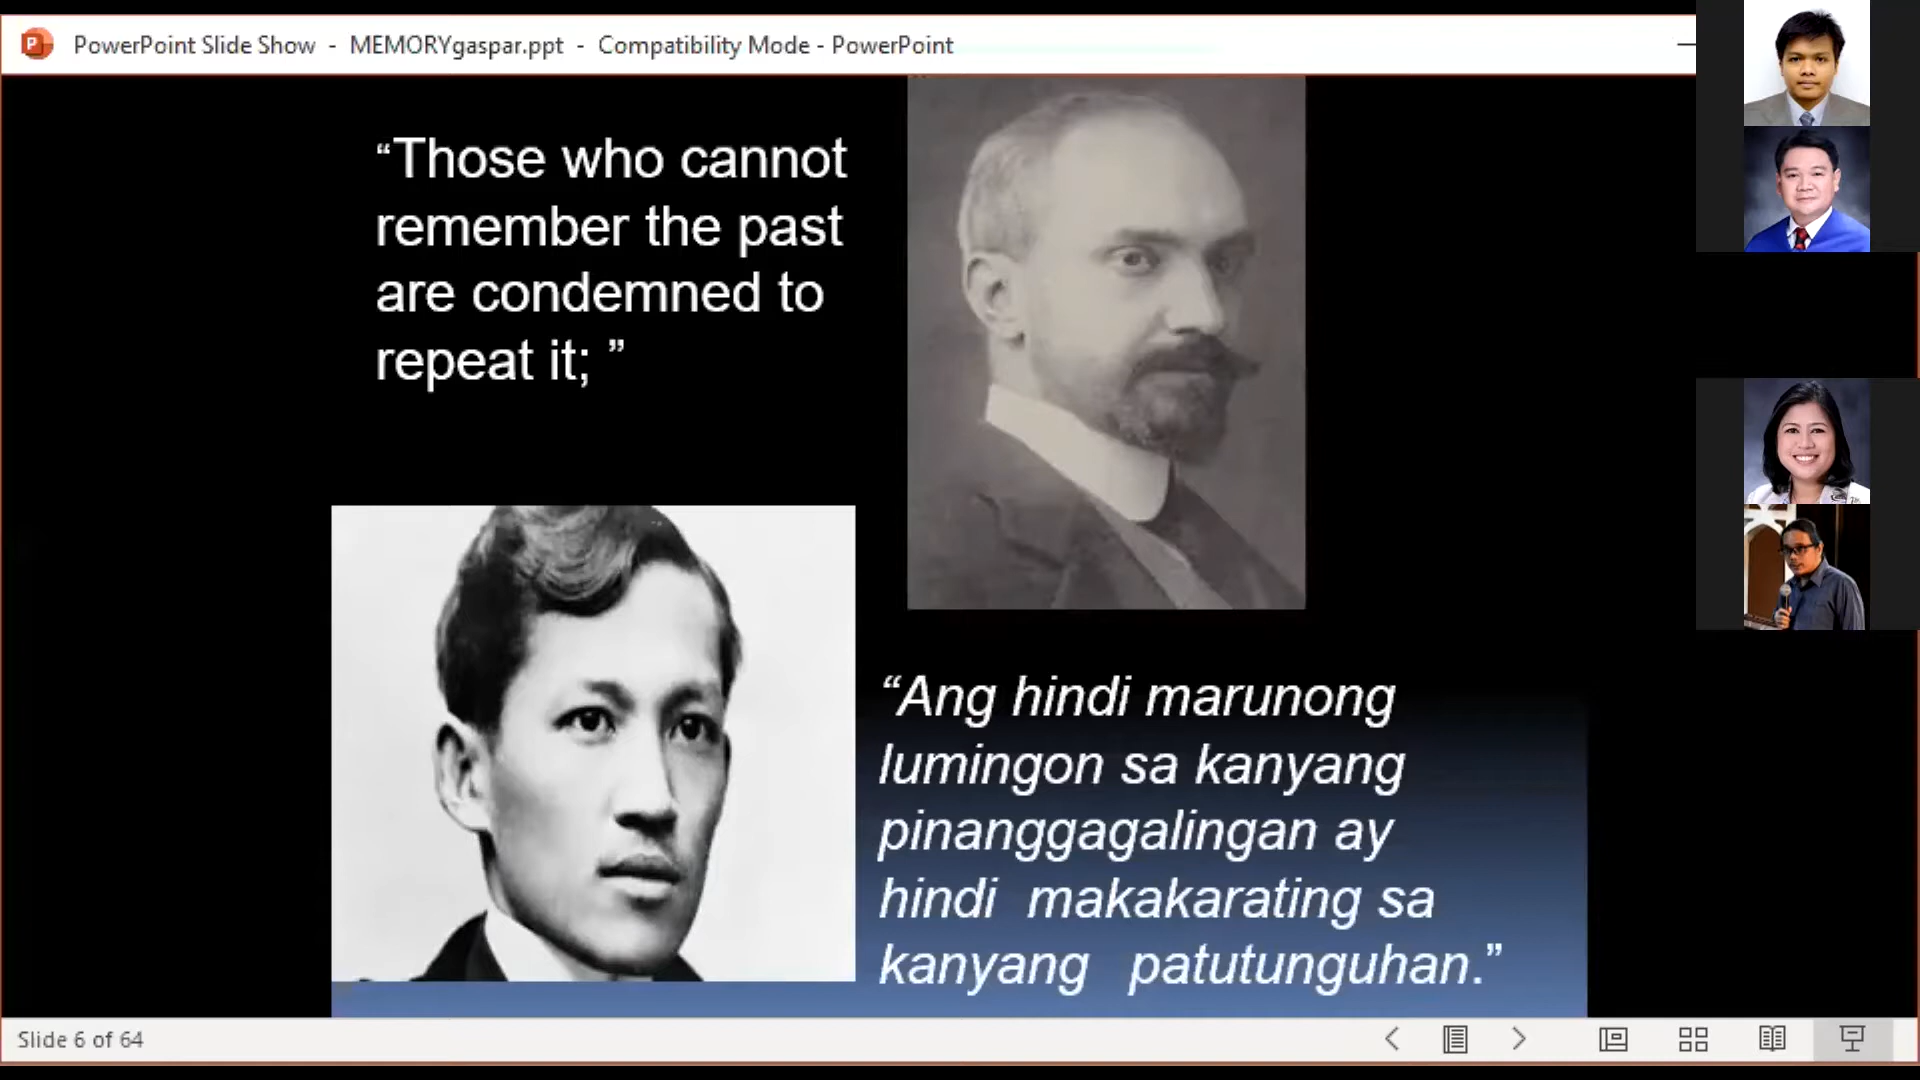 PowerPoint Slide Show - MEMORYgaspar.ppt - Compatibility Mode - PowerPoint
“Those who cannot
remember the past
are condemned to
repeat it; ”
“Ang hindi marunong
lumingon sa kanyang
pinanggagalingan ay
hindi makakarating sa
kanyang patutunguhan.”
Slide 6 of 64